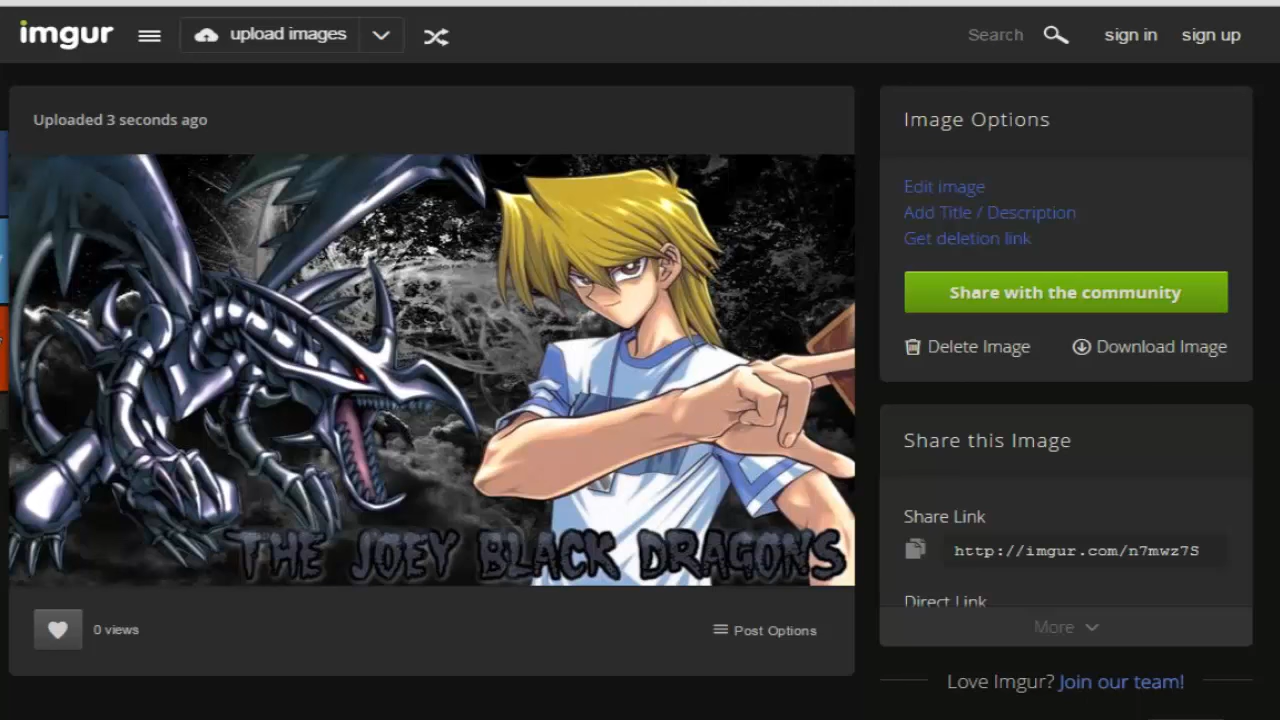 imgur
upload images
Search
sign in
sign up
Uploaded 3 seconds ago
THE JOEY BLACK DRAGONS
0 views
Post Options
Image Options
Edit image
Add Title / Description
Get deletion link
Share with the community
Delete Image
Download Image
Share this Image
Share Link
http://imgur.com/n7mwz7S
Direct Link
More
Love Imgur? Join our team!